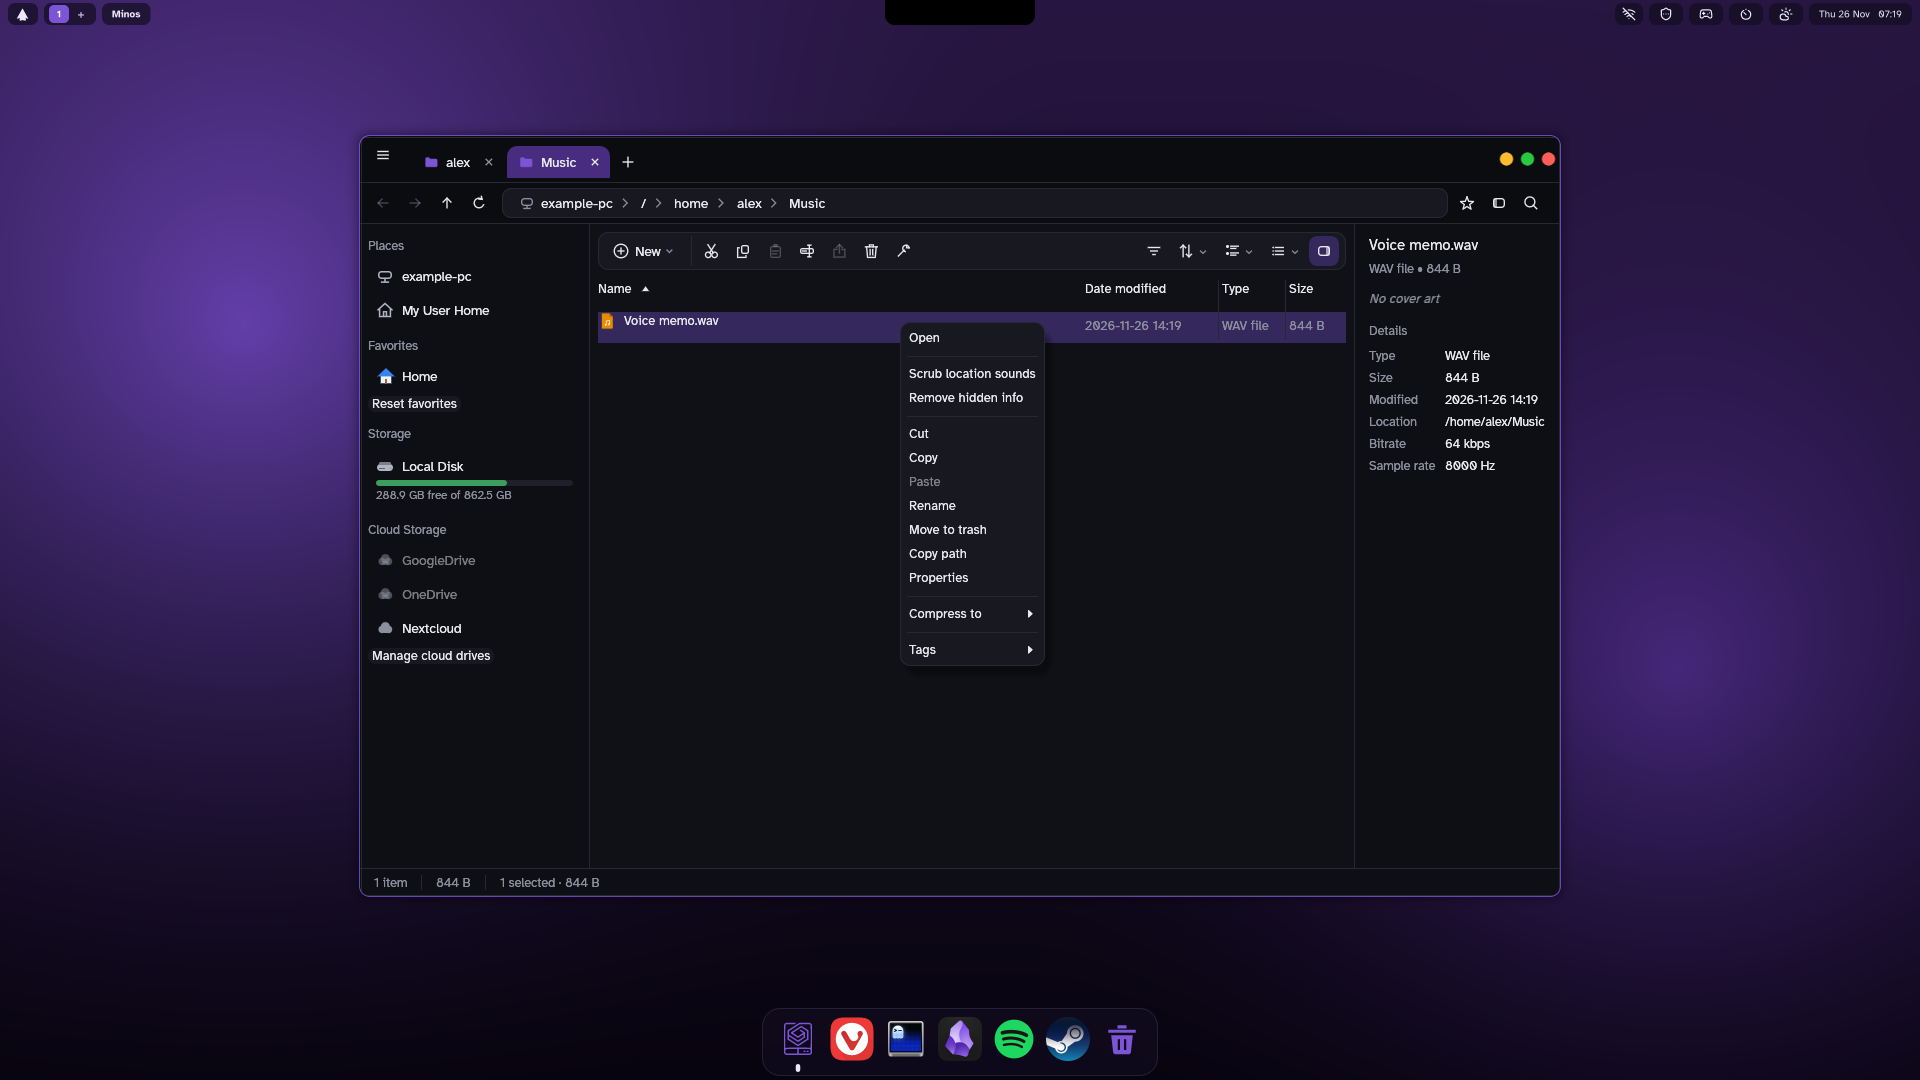 1 +
Minos
Thu 26 Nov 07:19
alex
Music
example-pc
/
home
alex
Music
Places
example-pc
My User Home
Favorites
Home
Reset favorites
Storage
Local Disk
288.9 GB free of 862.5 GB
Cloud Storage
GoogleDrive
OneDrive
Nextcloud
Manage cloud drives
New
Name
Date modified
Type
Size
Voice memo.wav
2026-11-26 14:19
WAV file
844 B
Open
Scrub location sounds
Remove hidden info
Cut
Copy
Paste
Rename
Move to trash
Copy path
Properties
Compress to
Tags
Voice memo.wav
WAV file • 844 B
No cover art
Details
Type WAV file
Size 844 B
Modified 2026-11-26 14:19
Location /home/alex/Music
Bitrate 64 kbps
Sample rate 8000 Hz
1 item
844 B
1 selected · 844 B